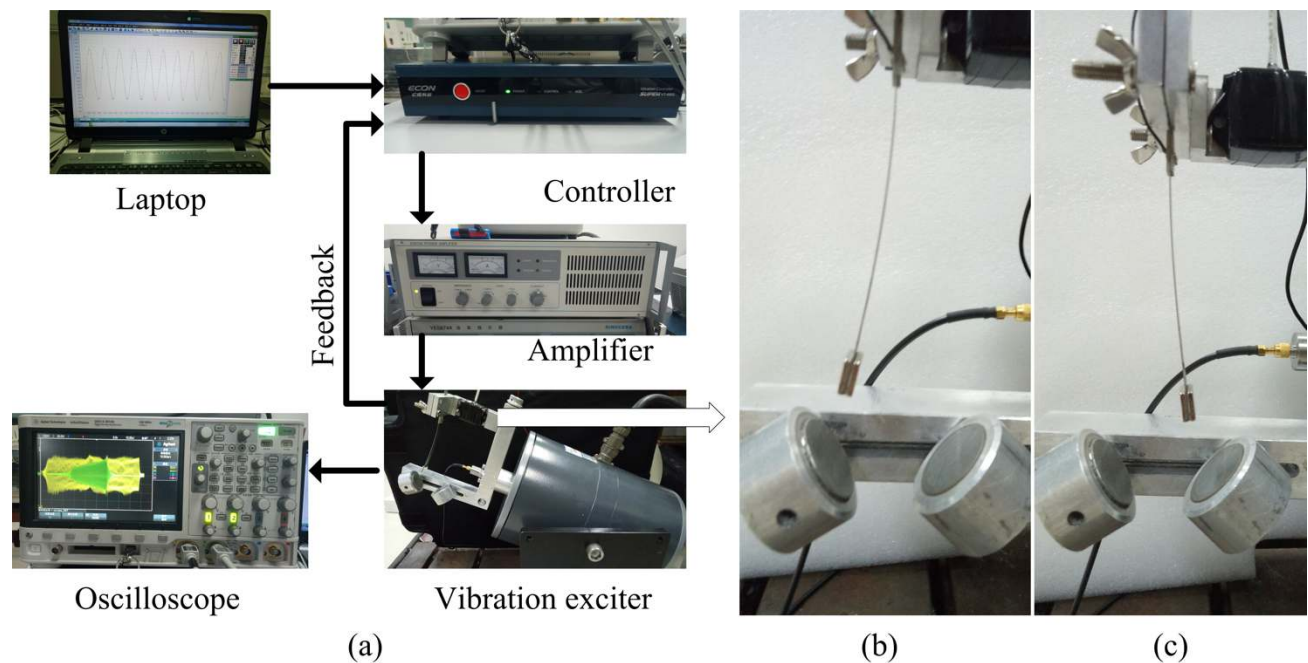 ECON
Laptop
Controller
Feedback
Amplifier
Oscilloscope
Vibration exciter
(a)
(b)
(c)